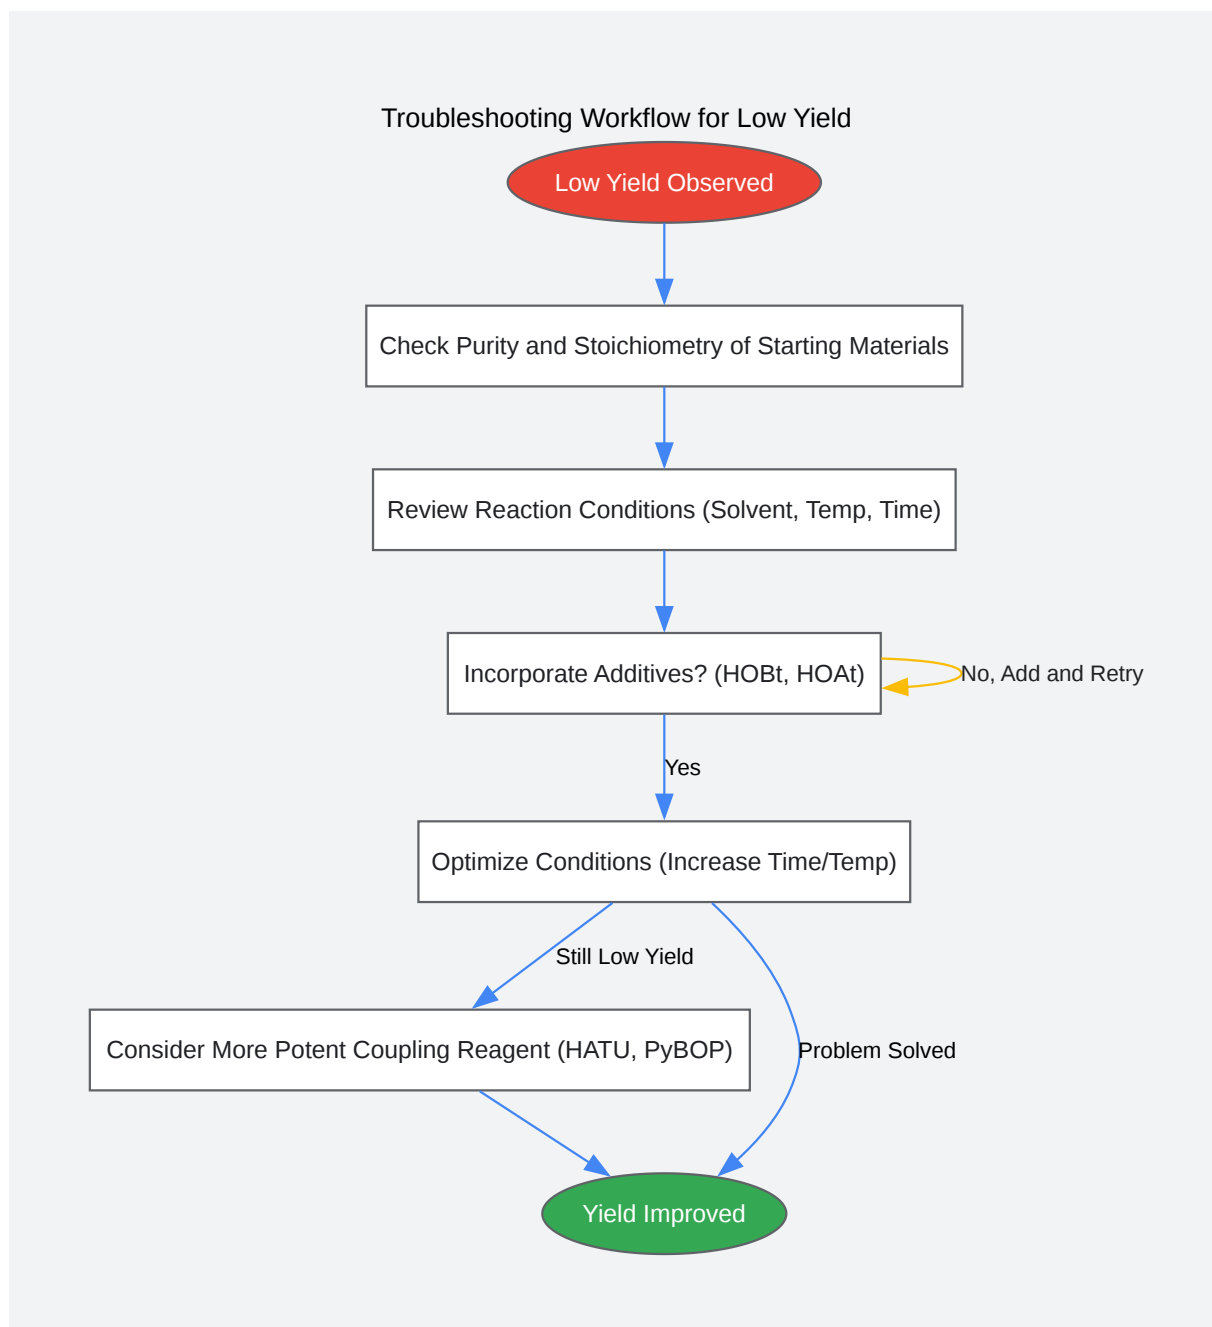 Troubleshooting Workflow for Low Yield
Low Yield Observed
Check Purity and Stoichiometry of Starting Materials
Review Reaction Conditions (Solvent, Temp, Time)
Incorporate Additives? (HOBt, HOAt)
No, Add and Retry
Yes
Optimize Conditions (Increase Time/Temp)
Still Low Yield
Consider More Potent Coupling Reagent (HATU, PyBOP)
Problem Solved
Yield Improved